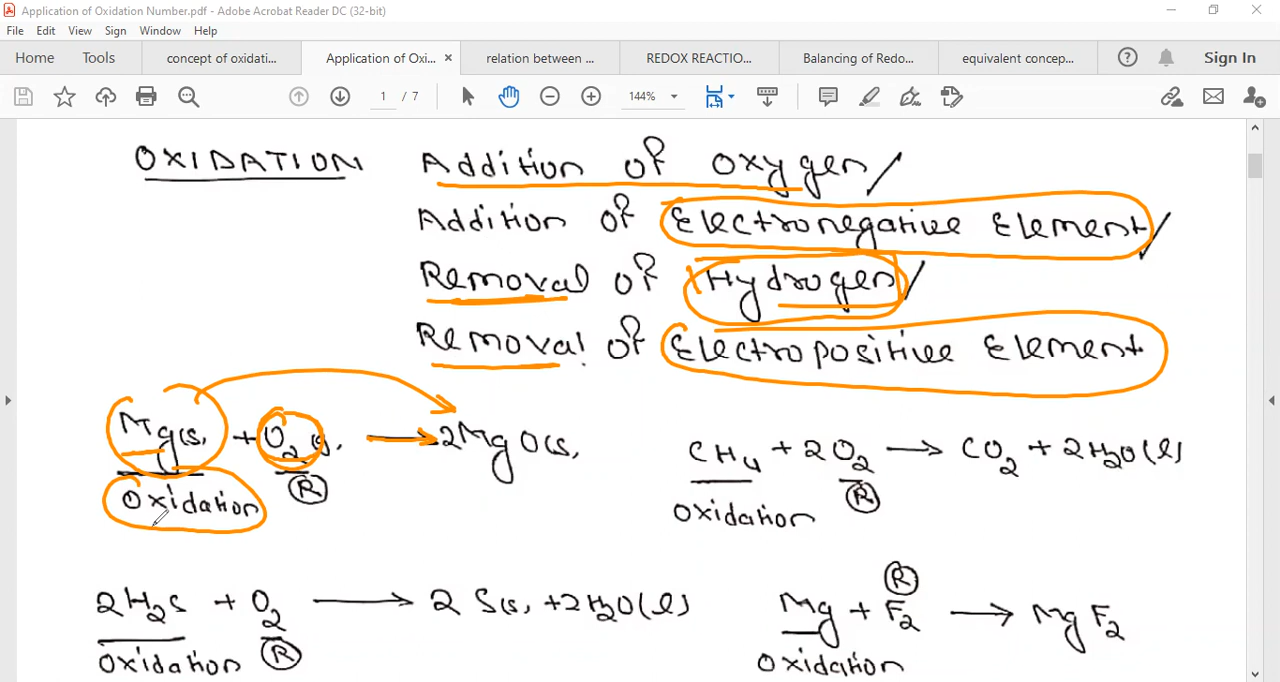 Application of Oxidation Number.pdf - Adobe Acrobat Reader DC (32-bit)
File Edit View Sign Window Help
Home Tools concept of oxidati... Application of Oxi... × relation between ... REDOX REACTIO... Balancing of Redo... equivalent concep... Sign In
1 / 7 144%
OXIDATION Addition of Oxygen/
Addition of Electronegative Element/
Removal of Hydrogen/
Removal of Electropositive Element
Mg(s) + O2(g) → 2MgO(s) CH4 + 2O2 → CO2 + 2H2O(l)
Oxidation R Oxidation R
R
2H2S + O2 → 2S(s) + 2H2O(l) Mg + F2 → MgF2
Oxidation R Oxidation